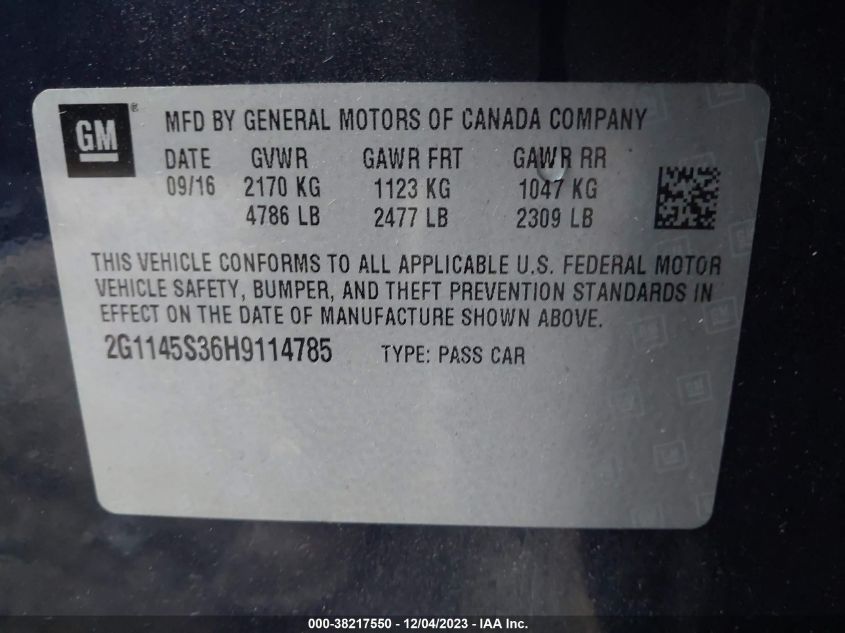 GM ® MFD BY GENERAL MOTORS OF CANADA COMPANY
DATE GVWR GAWR FRT GAWR RR
09/16 2170 KG 1123 KG 1047 KG
4786 LB 2477 LB 2309 LB
THIS VEHICLE CONFORMS TO ALL APPLICABLE U.S. FEDERAL MOTOR
VEHICLE SAFETY, BUMPER, AND THEFT PREVENTION STANDARDS IN
EFFECT ON THE DATE OF MANUFACTURE SHOWN ABOVE.
2G1145S36H9114785 TYPE: PASS CAR
000-38217550 - 12/04/2023 - IAAI Inc.